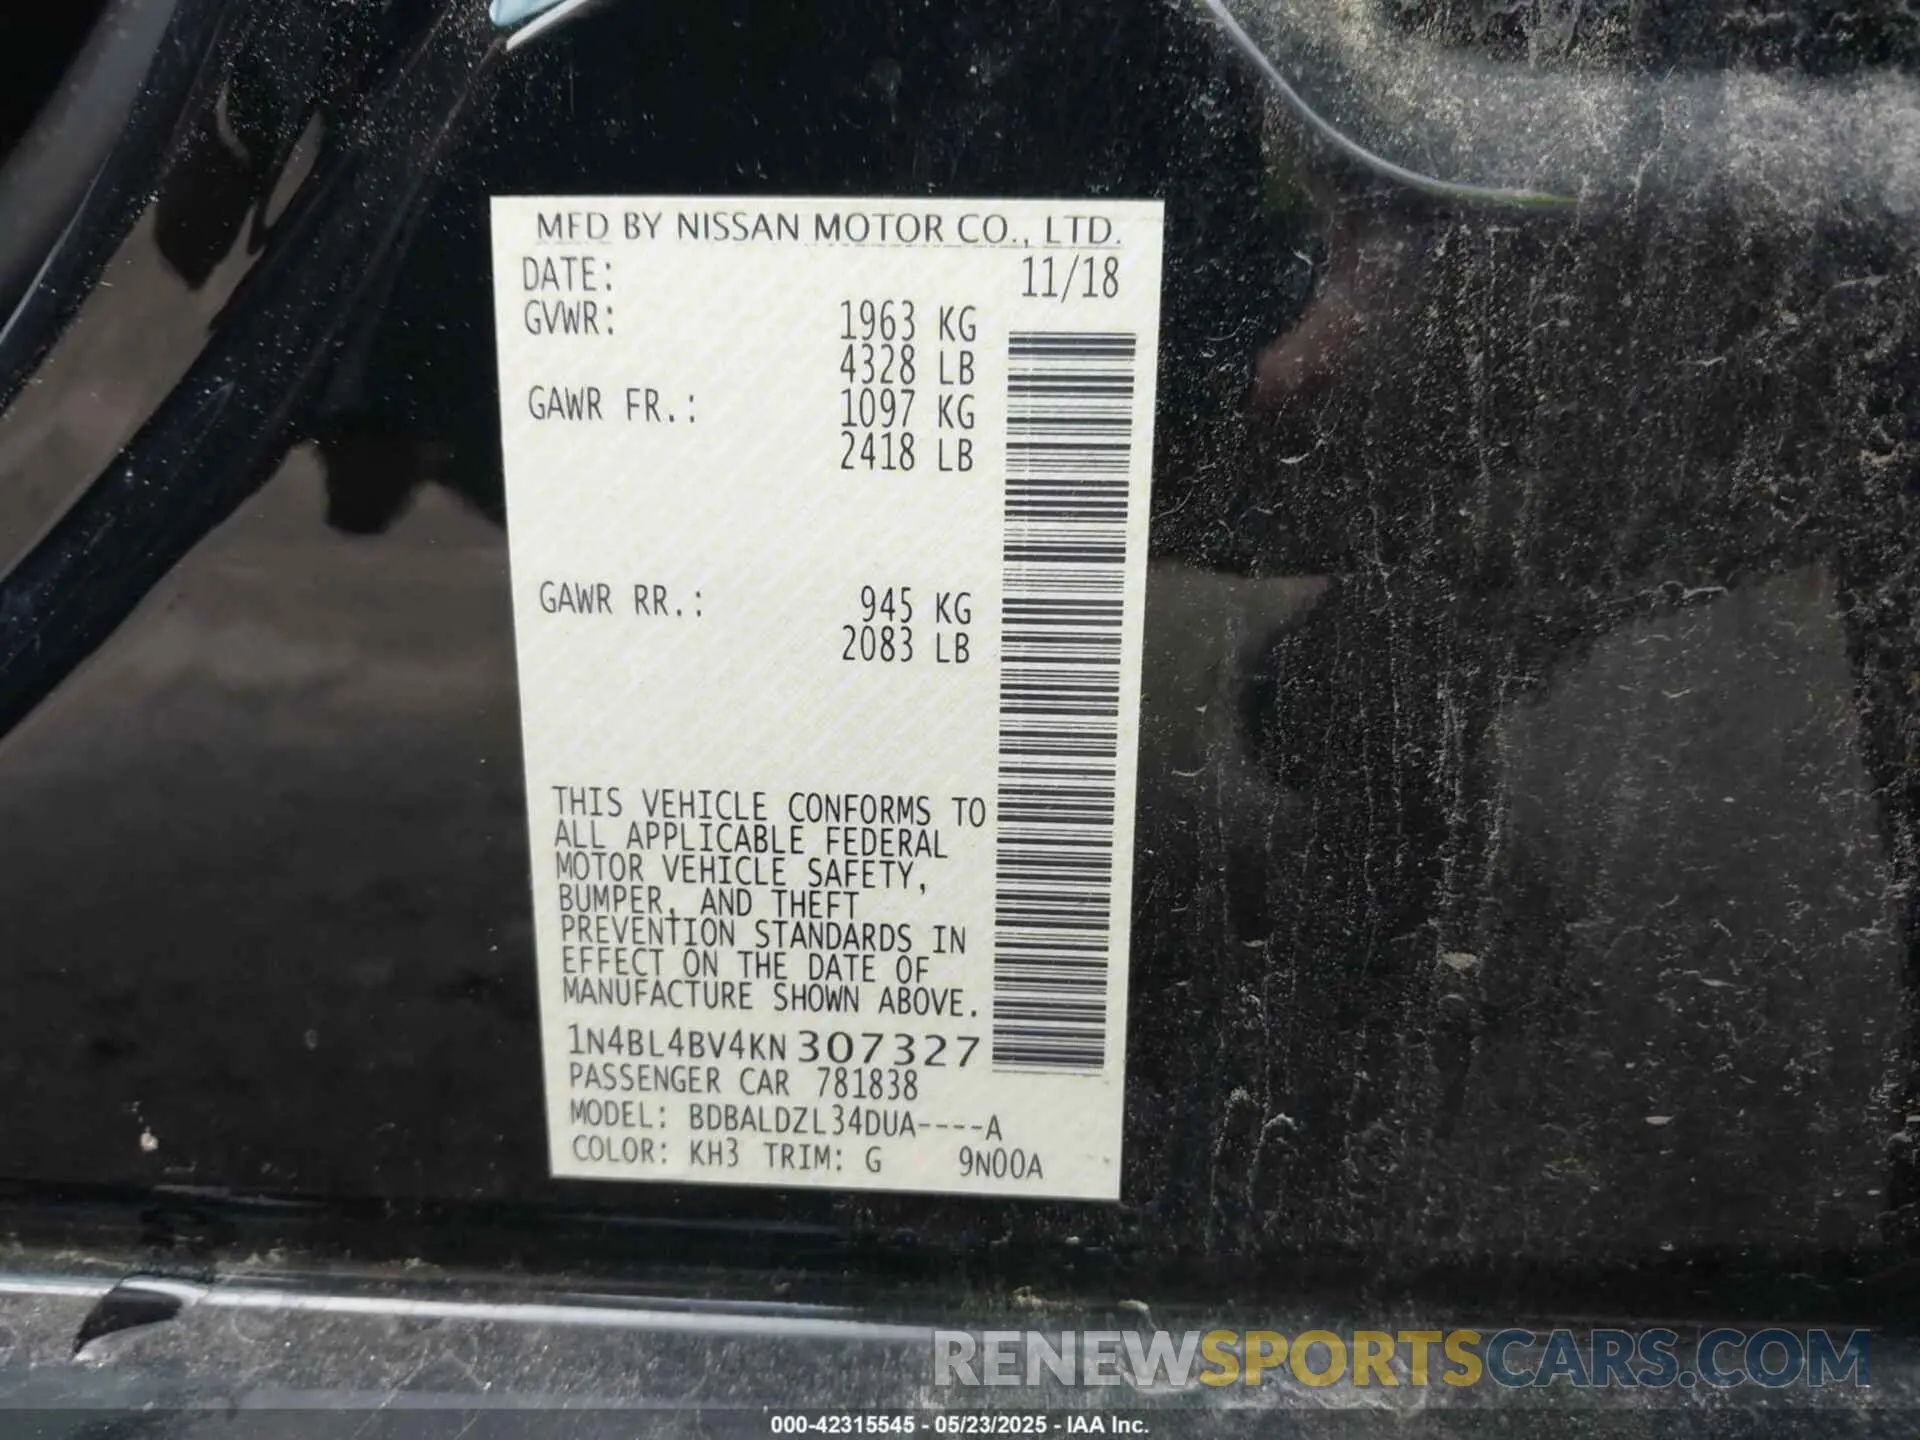 MFD BY NISSAN MOTOR CO., LTD.
DATE: 11/18
GVWR: 1963 KG
4328 LB
GAWR FR.: 1097 KG
2418 LB
GAWR RR.: 945 KG
2083 LB
THIS VEHICLE CONFORMS TO
ALL APPLICABLE FEDERAL
MOTOR VEHICLE SAFETY,
BUMPER, AND THEFT
PREVENTION STANDARDS IN
EFFECT ON THE DATE OF
MANUFACTURE SHOWN ABOVE.
1N4BL4BV4KN307327
PASSENGER CAR 781838
MODEL: BDBALDZL34DUA----A
COLOR: KH3 TRIM: G 9N00A
RENEWSPORTSCARS.COM
000-42315545 - 05/23/2025 - IAA Inc.